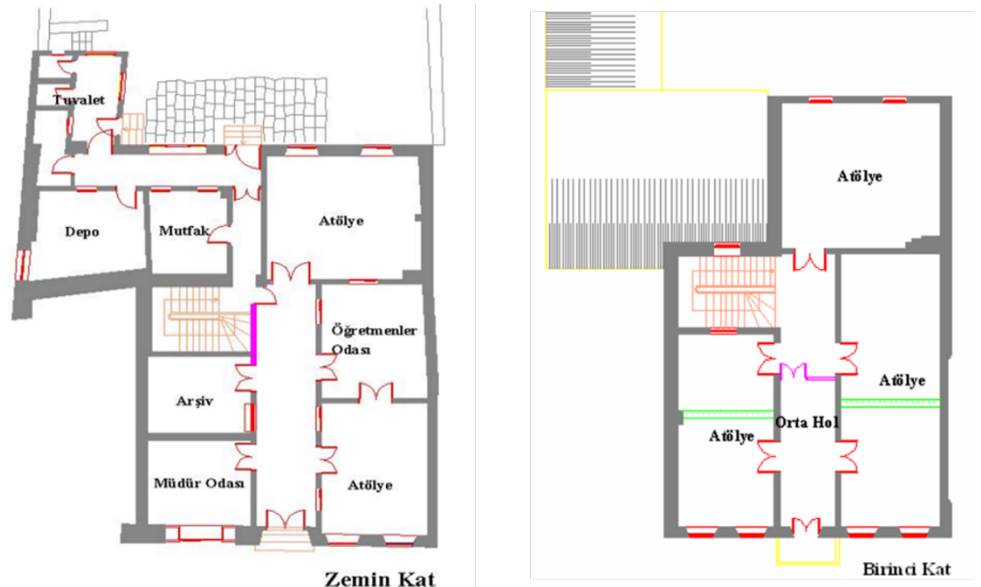 Tuvalet
Depo
Mutfak
Atölye
Öğretmenler
Odası
Arşiv
Müdür Odası
Atölye
Zemin Kat
Atölye
Atölye
Orta Hol
Atölye
Birinci Kat